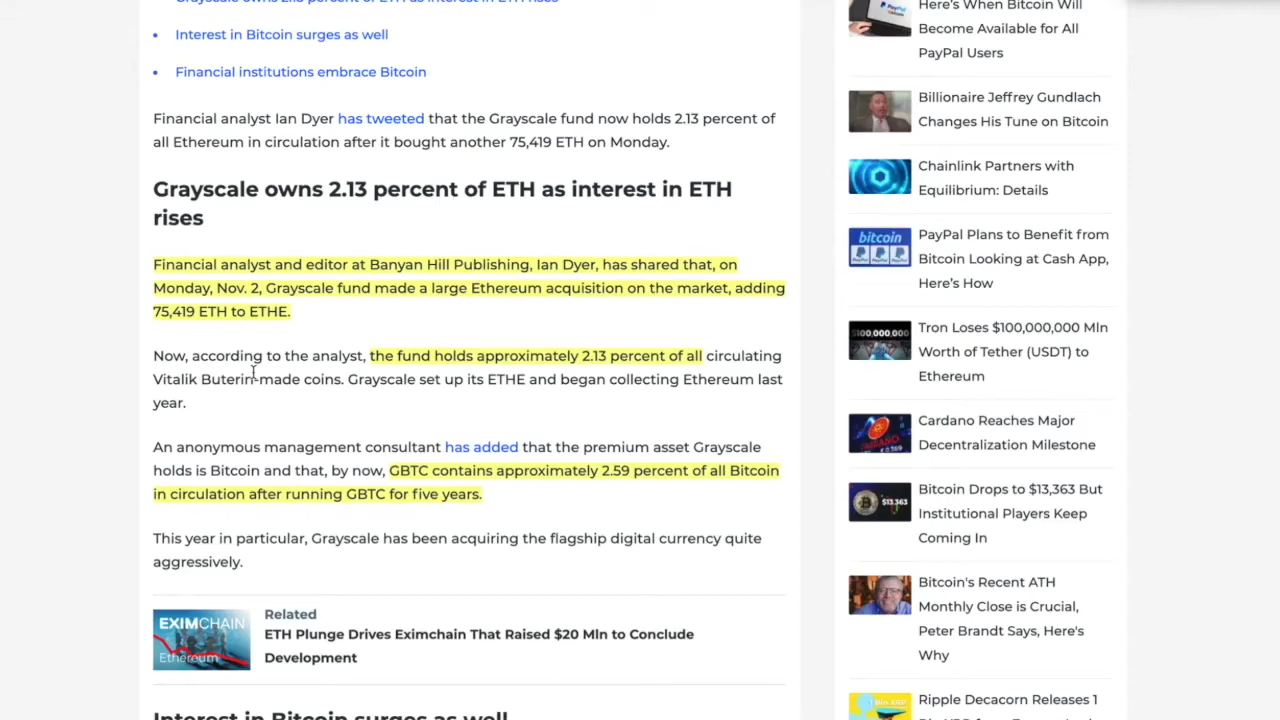 Grayscale owns 2.13 percent of ETH as interest in ETH rises
Interest in Bitcoin surges as well
Financial institutions embrace Bitcoin
Financial analyst Ian Dyer has tweeted that the Grayscale fund now holds 2.13 percent of
all Ethereum in circulation after it bought another 75,419 ETH on Monday.
Grayscale owns 2.13 percent of ETH as interest in ETH
rises
Financial analyst and editor at Banyan Hill Publishing, Ian Dyer, has shared that, on
Monday, Nov. 2, Grayscale fund made a large Ethereum acquisition on the market, adding
75,419 ETH to ETHE.
Now, according to the analyst, the fund holds approximately 2.13 percent of all circulating
Vitalik Buterin-made coins. Grayscale set up its ETHE and began collecting Ethereum last
year.
An anonymous management consultant has added that the premium asset Grayscale
holds is Bitcoin and that, by now, GBTC contains approximately 2.59 percent of all Bitcoin
in circulation after running GBTC for five years.
This year in particular, Grayscale has been acquiring the flagship digital currency quite
aggressively.
EXIMCHAIN
Ethereum
Related
ETH Plunge Drives Eximchain That Raised $20 Mln to Conclude
Development
Interest in Bitcoin surges as well
PayPal
Here's When Bitcoin Will
Become Available for All
PayPal Users
Billionaire Jeffrey Gundlach
Changes His Tune on Bitcoin
Chainlink Partners with
Equilibrium: Details
bitcoin
PayPal Plans to Benefit from
Bitcoin Looking at Cash App,
Here's How
$100,000,000
Tron Loses $100,000,000 Mln
Worth of Tether (USDT) to
Ethereum
Cardano Reaches Major
Decentralization Milestone
$13,363
Bitcoin Drops to $13,363 But
Institutional Players Keep
Coming In
Bitcoin's Recent ATH
Monthly Close is Crucial,
Peter Brandt Says, Here's
Why
Ripple Decacorn Releases 1